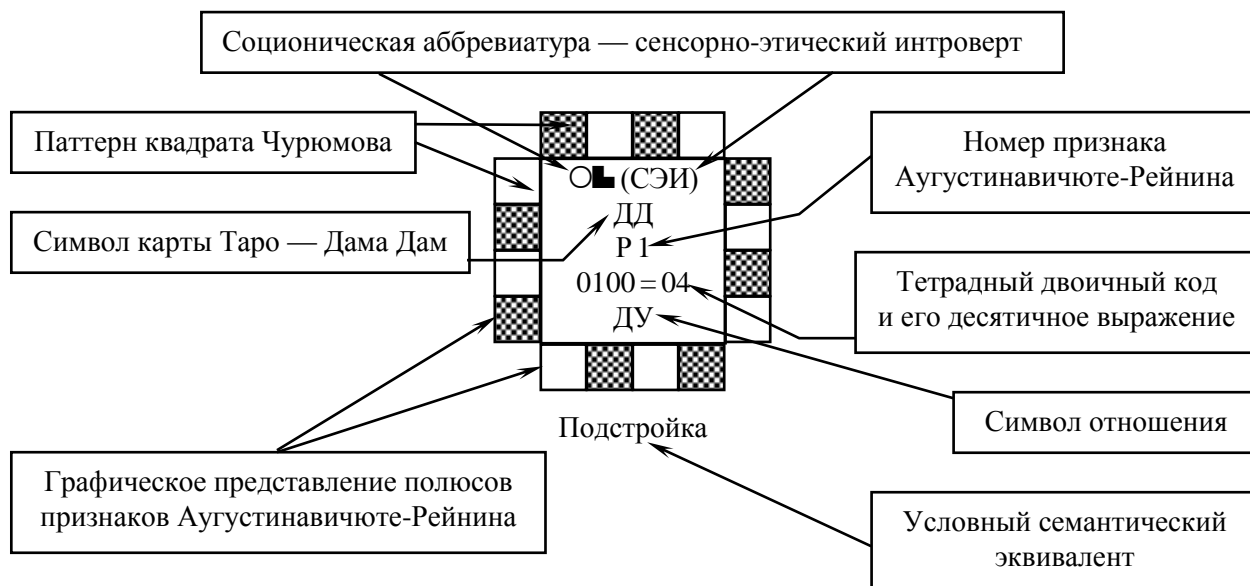 Соционическая аббревиатура — сенсорно-этический интроверт
Паттерн квадрата Чурюмова
Номер признака
Аугустинавичюте-Рейнина
(СЭИ)
ДД
Р 1
0100 = 04
ДУ
Символ карты Таро — Дама Дам
Тетрадный двоичный код
и его десятичное выражение
Символ отношения
Подстройка
Графическое представление полюсов
признаков Аугустинавичюте-Рейнина
Условный семантический
эквивалент